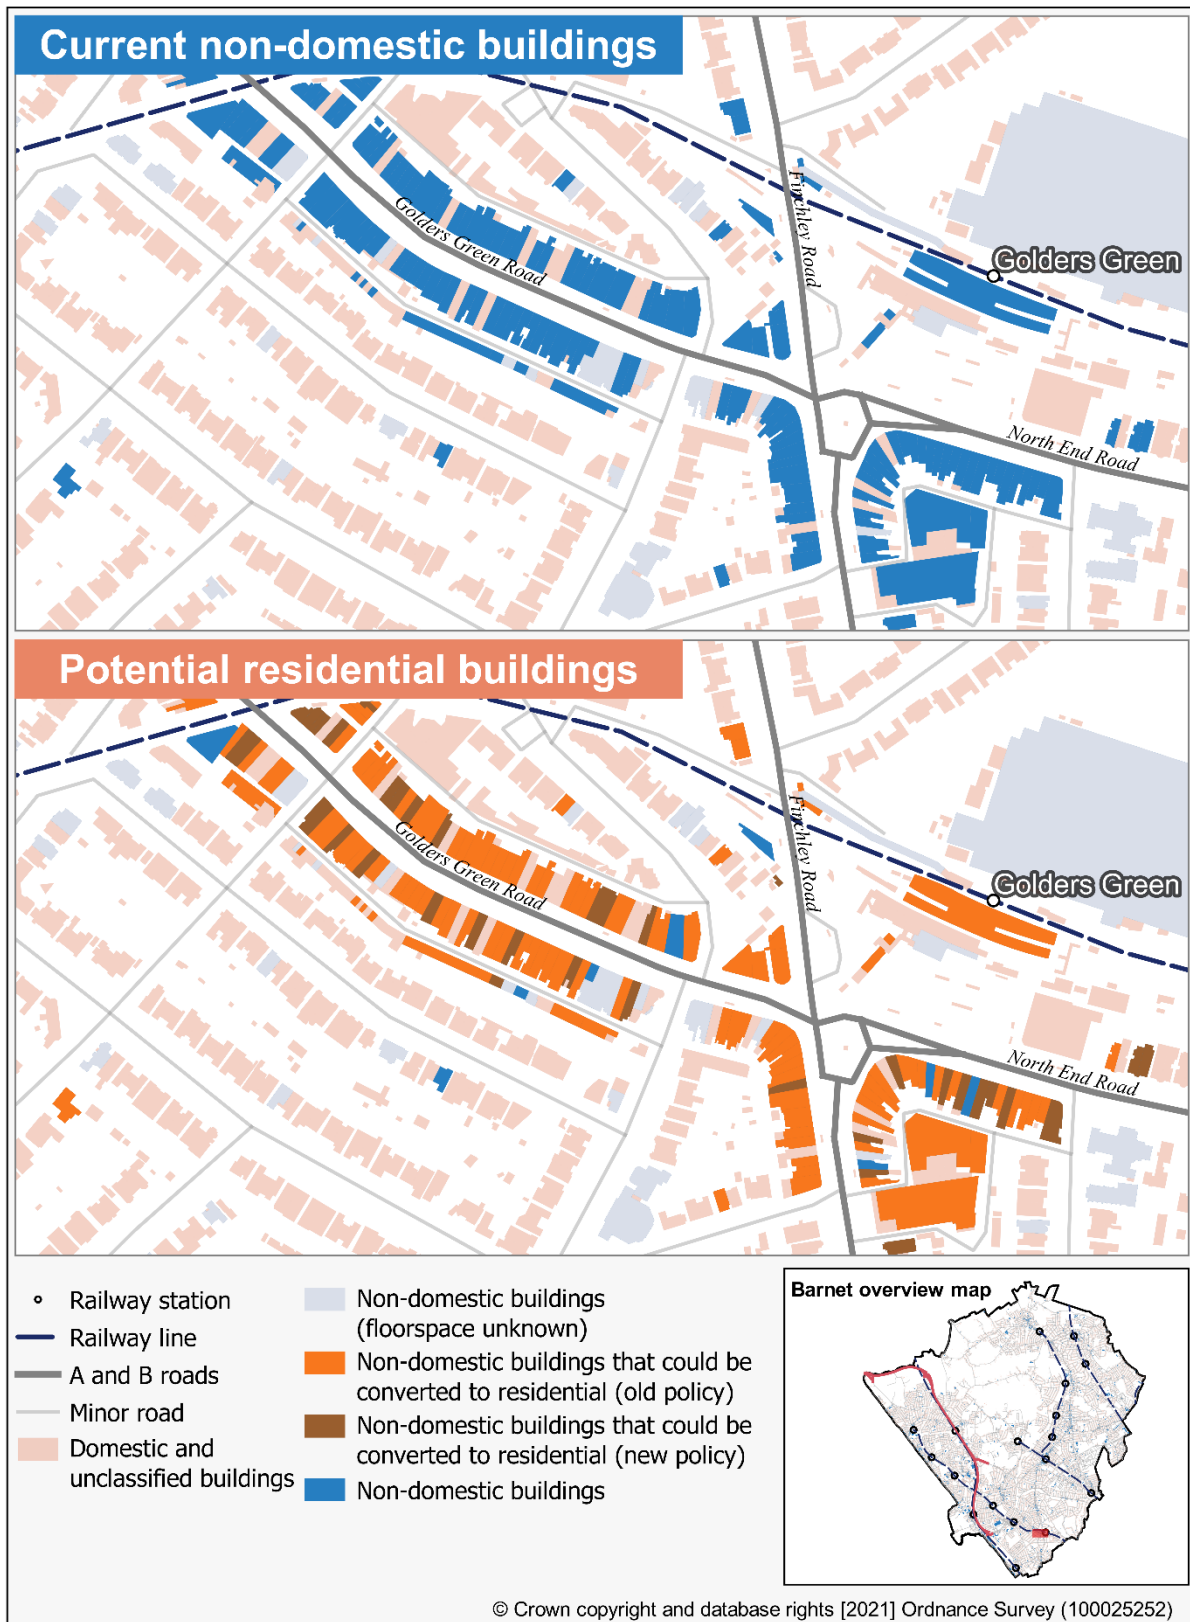 Current non-domestic buildings
Finchley Road
Golders Green Road
Golders Green
North End Road
Potential residential buildings
Finchley Road
Golders Green Road
Golders Green
North End Road
Railway station
Railway line
A and B roads
Minor road
Domestic and
unclassified buildings
Non-domestic buildings
(floorspace unknown)
Non-domestic buildings that could be
converted to residential (old policy)
Non-domestic buildings that could be
converted to residential (new policy)
Non-domestic buildings
Barnet overview map
© Crown copyright and database rights [2021] Ordnance Survey (100025252)